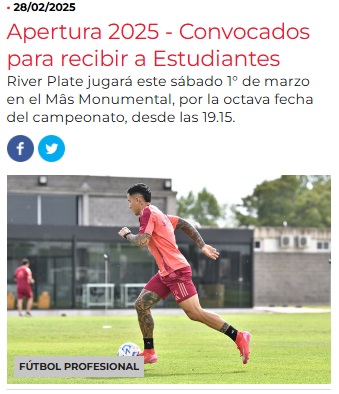 28/02/2025
Apertura 2025 - Convocados
para recibir a Estudiantes
River Plate jugará este sábado 1° de marzo
en el Mâs Monumental, por la octava fecha
del campeonato, desde las 19.15.
FÚTBOL PROFESIONAL